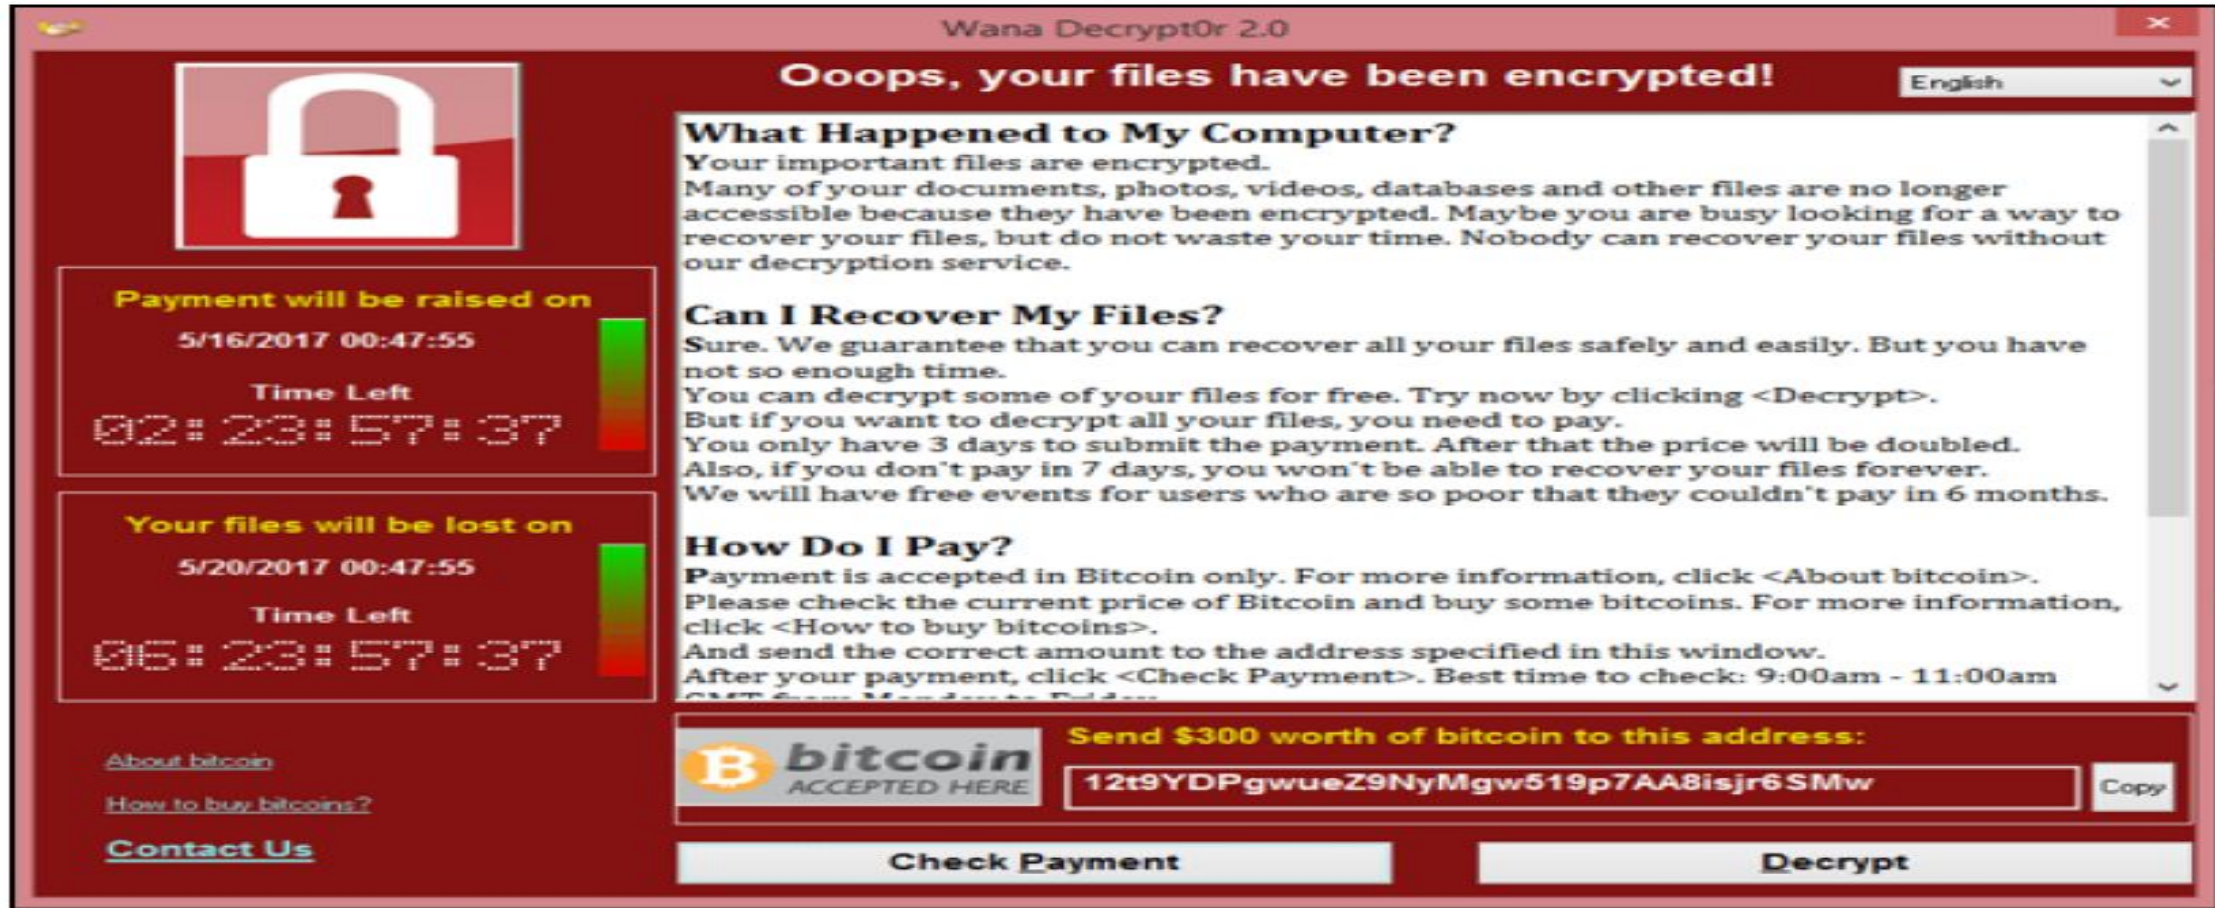 Wana Decrypt0r 2.0
Ooops, your files have been encrypted!
English
What Happened to My Computer?
Your important files are encrypted.
Many of your documents, photos, videos, databases and other files are no longer
accessible because they have been encrypted. Maybe you are busy looking for a way to
recover your files, but do not waste your time. Nobody can recover your files without
our decryption service.
Can I Recover My Files?
Sure. We guarantee that you can recover all your files safely and easily. But you have
not so enough time.
You can decrypt some of your files for free. Try now by clicking <Decrypt>.
But if you want to decrypt all your files, you need to pay.
You only have 3 days to submit the payment. After that the price will be doubled.
Also, if you don't pay in 7 days, you won't be able to recover your files forever.
We will have free events for users who are so poor that they couldn't pay in 6 months.
How Do I Pay?
Payment is accepted in Bitcoin only. For more information, click <About bitcoin>.
Please check the current price of Bitcoin and buy some bitcoins. For more information,
click <How to buy bitcoins>.
And send the correct amount to the address specified in this window.
After your payment, click <Check Payment>. Best time to check: 9:00am - 11:00am
GMT from Monday to Friday.
Payment will be raised on
5/16/2017 00:47:55
Time Left
02:23:57:37
Your files will be lost on
5/20/2017 00:47:55
Time Left
06:23:57:37
About bitcoin
How to buy bitcoins?
Contact Us
bitcoin
ACCEPTED HERE
Send $300 worth of bitcoin to this address:
12t9YDPgwueZ9NyMgw519p7AA8isjr6SMw
Copy
Check Payment
Decrypt